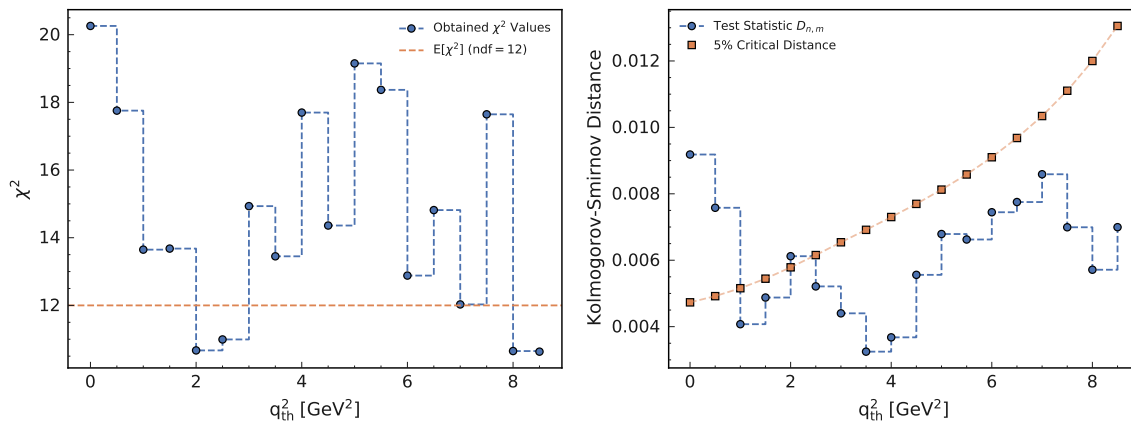 20
18
16
14
12
χ²
0
2
4
6
8
q²th [GeV²]
Obtained χ² Values
E[χ²] (ndf = 12)
0.012
0.010
0.008
0.006
0.004
Kolmogorov-Smirnov Distance
0
2
4
6
8
q²th [GeV²]
Test Statistic Dn,m
5% Critical Distance